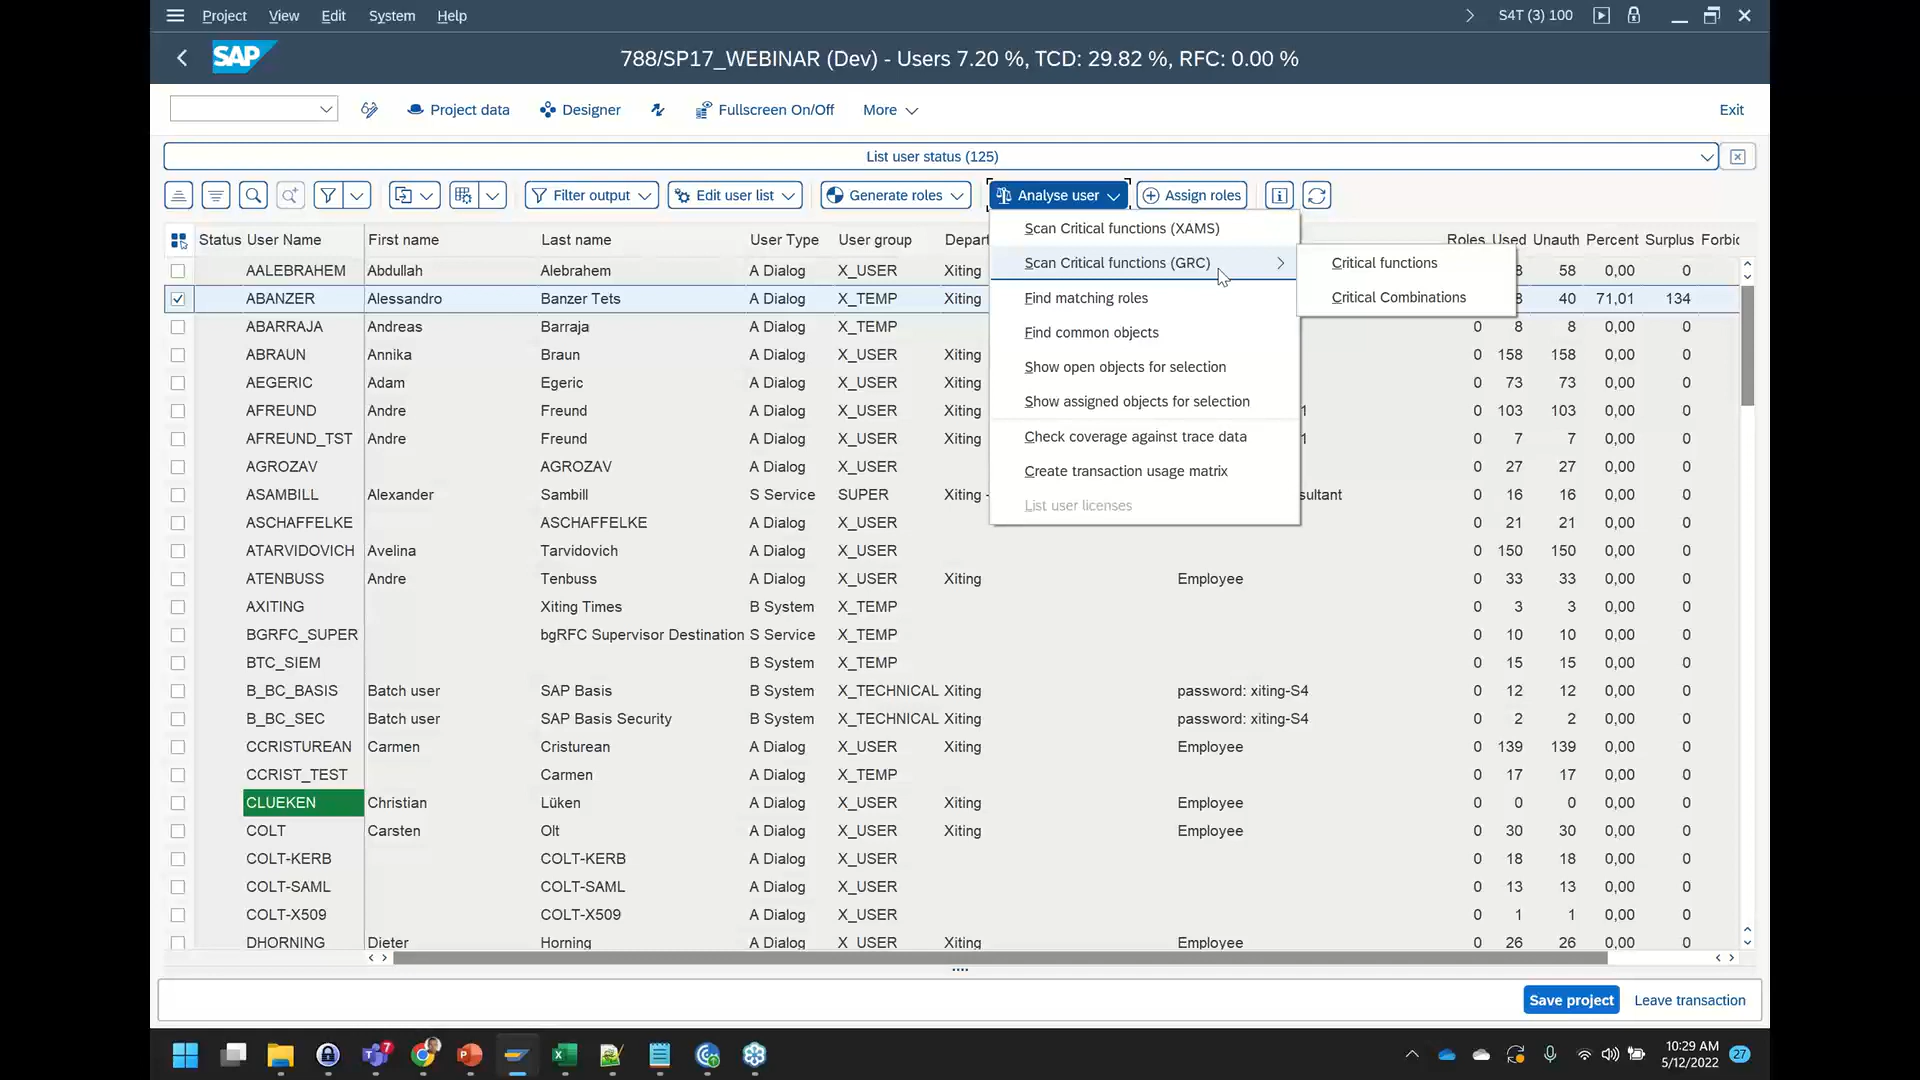 Project View Edit System Help S4T (3) 100
SAP 788/SP17_WEBINAR (Dev) - Users 7.20 %, TCD: 29.82 %, RFC: 0.00 %
Project data Designer Fullscreen On/Off More Exit
List user status (125)
Filter output Edit user list Generate roles Analyse user Assign roles
Status User Name First name Last name User Type User group Depart Roles Used Unauth Percent Surplus Forbic
Scan Critical functions (XAMS)
Scan Critical functions (GRC)
Find matching roles
Find common objects
Show open objects for selection
Show assigned objects for selection
Check coverage against trace data
Create transaction usage matrix
List user licenses
Critical functions
Critical Combinations
AALEBRAHEM Abdullah Alebrahem A Dialog X_USER Xiting 8 58 0,00 0
ABANZER Alessandro Banzer Tets A Dialog X_TEMP Xiting 8 40 71,01 134
ABARRAJA Andreas Barraja A Dialog X_TEMP 0 8 8 0,00 0
ABRAUN Annika Braun A Dialog X_USER Xiting 0 158 158 0,00 0
AEGERIC Adam Egeric A Dialog X_USER Xiting 0 73 73 0,00 0
AFREUND Andre Freund A Dialog X_USER Xiting 1 0 103 103 0,00 0
AFREUND_TST Andre Freund A Dialog X_USER Xiting 1 0 7 7 0,00 0
AGROZAV AGROZAV A Dialog X_USER 0 27 27 0,00 0
ASAMBILL Alexander Sambill S Service SUPER Xiting - sultant 0 16 16 0,00 0
ASCHAFFELKE ASCHAFFELKE A Dialog X_USER 0 21 21 0,00 0
ATARVIDOVICH Avelina Tarvidovich A Dialog X_USER 0 150 150 0,00 0
ATENBUSS Andre Tenbuss A Dialog X_USER Xiting Employee 0 33 33 0,00 0
AXITING Xiting Times B System X_TEMP 0 3 3 0,00 0
BGRFC_SUPER bgRFC Supervisor Destination S Service X_TEMP 0 10 10 0,00 0
BTC_SIEM B System X_TEMP 0 15 15 0,00 0
B_BC_BASIS Batch user SAP Basis B System X_TECHNICAL Xiting password: xiting-S4 0 12 12 0,00 0
B_BC_SEC Batch user SAP Basis Security B System X_TECHNICAL Xiting password: xiting-S4 0 2 2 0,00 0
CCRISTUREAN Carmen Cristurean A Dialog X_USER Xiting Employee 0 139 139 0,00 0
CCRIST_TEST Carmen A Dialog X_TEMP 0 17 17 0,00 0
CLUEKEN Christian Lüken A Dialog X_USER Xiting Employee 0 0 0 0,00 0
COLT Carsten Olt A Dialog X_USER Xiting Employee 0 30 30 0,00 0
COLT-KERB COLT-KERB A Dialog X_USER 0 18 18 0,00 0
COLT-SAML COLT-SAML A Dialog X_USER 0 13 13 0,00 0
COLT-X509 COLT-X509 A Dialog X_USER 0 1 1 0,00 0
DHORNING Dieter Horning A Dialog X_USER Xiting Employee 0 26 26 0,00 0
Save project Leave transaction
7
10:29 AM
5/12/2022 27